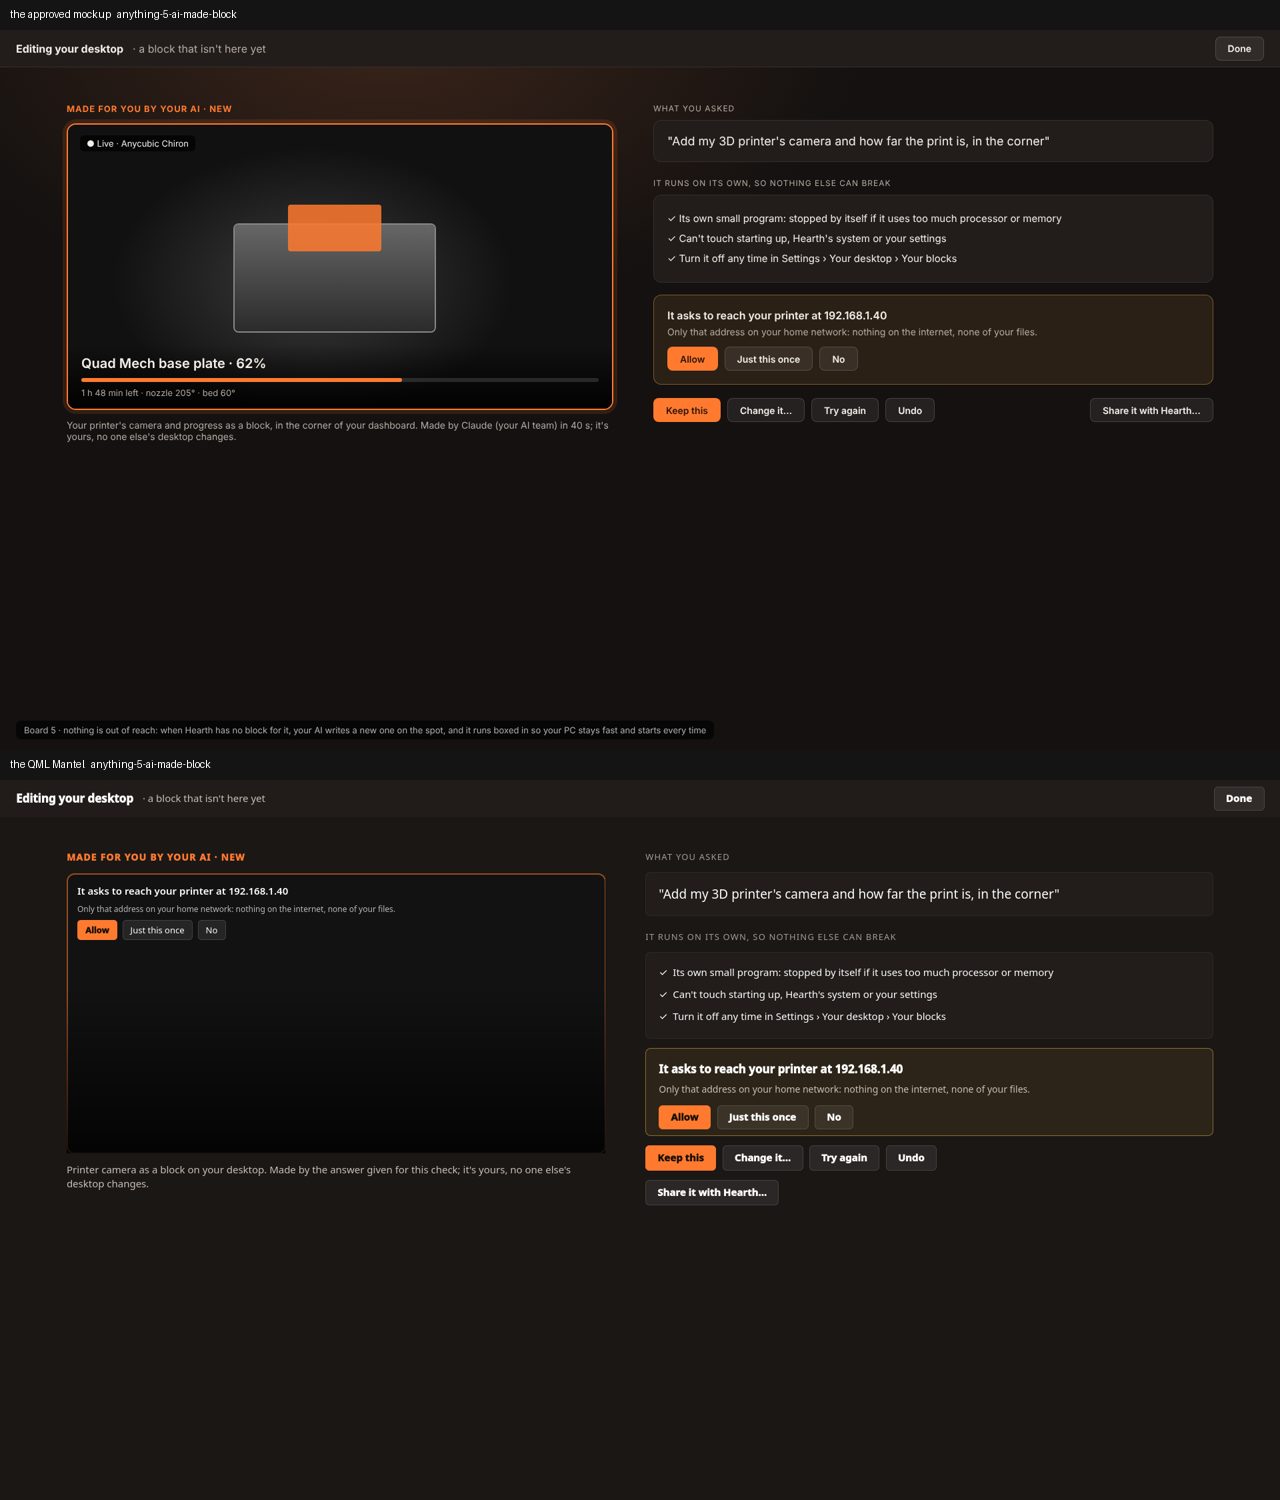 the approved mockup anything-5-ai-made-block
Editing your desktop · a block that isn't here yet
Done
MADE FOR YOU BY YOUR AI · NEW
Live · Anycubic Chiron
Quad Mech base plate · 62%
1 h 48 min left · nozzle 205° · bed 60°
Your printer's camera and progress as a block, in the corner of your dashboard. Made by Claude (your AI team) in 40 s; it's
yours, no one else's desktop changes.
WHAT YOU ASKED
"Add my 3D printer's camera and how far the print is, in the corner"
IT RUNS ON ITS OWN, SO NOTHING ELSE CAN BREAK
✓ Its own small program: stopped by itself if it uses too much processor or memory
✓ Can't touch starting up, Hearth's system or your settings
✓ Turn it off any time in Settings › Your desktop › Your blocks
It asks to reach your printer at 192.168.1.40
Only that address on your home network: nothing on the internet, none of your files.
Allow Just this once No
Keep this Change it... Try again Undo Share it with Hearth...
Board 5 · nothing is out of reach: when Hearth has no block for it, your AI writes a new one on the spot, and it runs boxed in so your PC stays fast and starts every time
the QML Mantel anything-5-ai-made-block
Editing your desktop · a block that isn't here yet
Done
MADE FOR YOU BY YOUR AI · NEW
It asks to reach your printer at 192.168.1.40
Only that address on your home network: nothing on the internet, none of your files.
Allow Just this once No
Printer camera as a block on your desktop. Made by the answer given for this check; it's yours, no one else's
desktop changes.
WHAT YOU ASKED
"Add my 3D printer's camera and how far the print is, in the corner"
IT RUNS ON ITS OWN, SO NOTHING ELSE CAN BREAK
✓ Its own small program: stopped by itself if it uses too much processor or memory
✓ Can't touch starting up, Hearth's system or your settings
✓ Turn it off any time in Settings › Your desktop › Your blocks
It asks to reach your printer at 192.168.1.40
Only that address on your home network: nothing on the internet, none of your files.
Allow Just this once No
Keep this Change it... Try again Undo
Share it with Hearth...